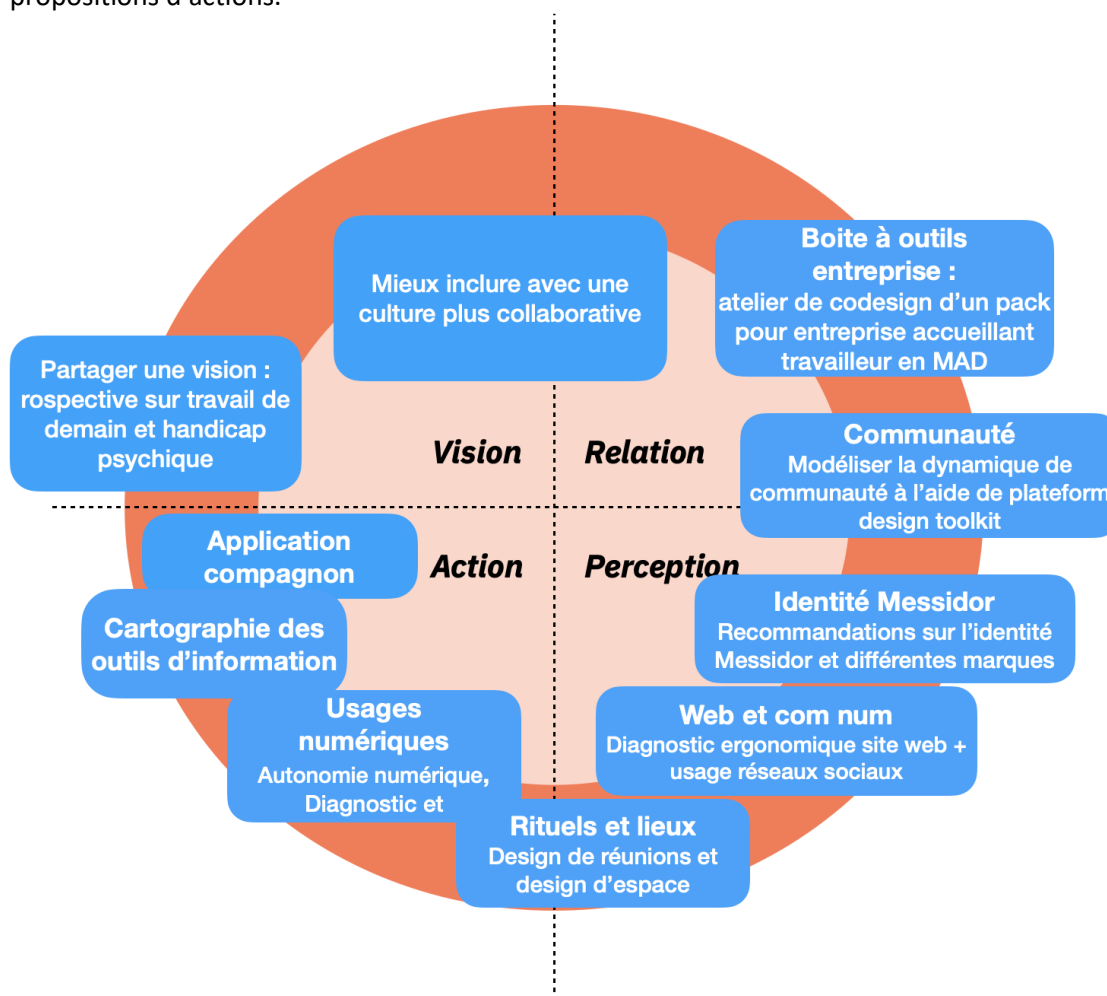 propositions d'actions.
Mieux inclure avec une
culture plus collaborative
Boite à outils
entreprise :
atelier de codesign d'un pack
pour entreprise accueillant
travailleur en MAD
Partager une vision :
rospective sur travail de
demain et handicap
psychique
Vision
Relation
Communauté
Modéliser la dynamique de
communauté à l'aide de plateform
design toolkit
Application
compagnon
Action
Perception
Cartographie des
outils d'information
Identité Messidor
Recommandations sur l'identité
Messidor et différentes marques
Usages
numériques
Autonomie numérique,
Diagnostic et
Web et com num
Diagnostic ergonomique site web +
usage réseaux sociaux
Rituels et lieux
Design de réunions et
design d'espace